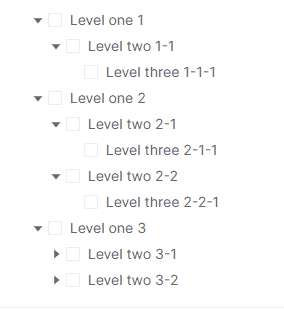 Level one 1
Level two 1-1
Level three 1-1-1
Level one 2
Level two 2-1
Level three 2-1-1
Level two 2-2
Level three 2-2-1
Level one 3
Level two 3-1
Level two 3-2